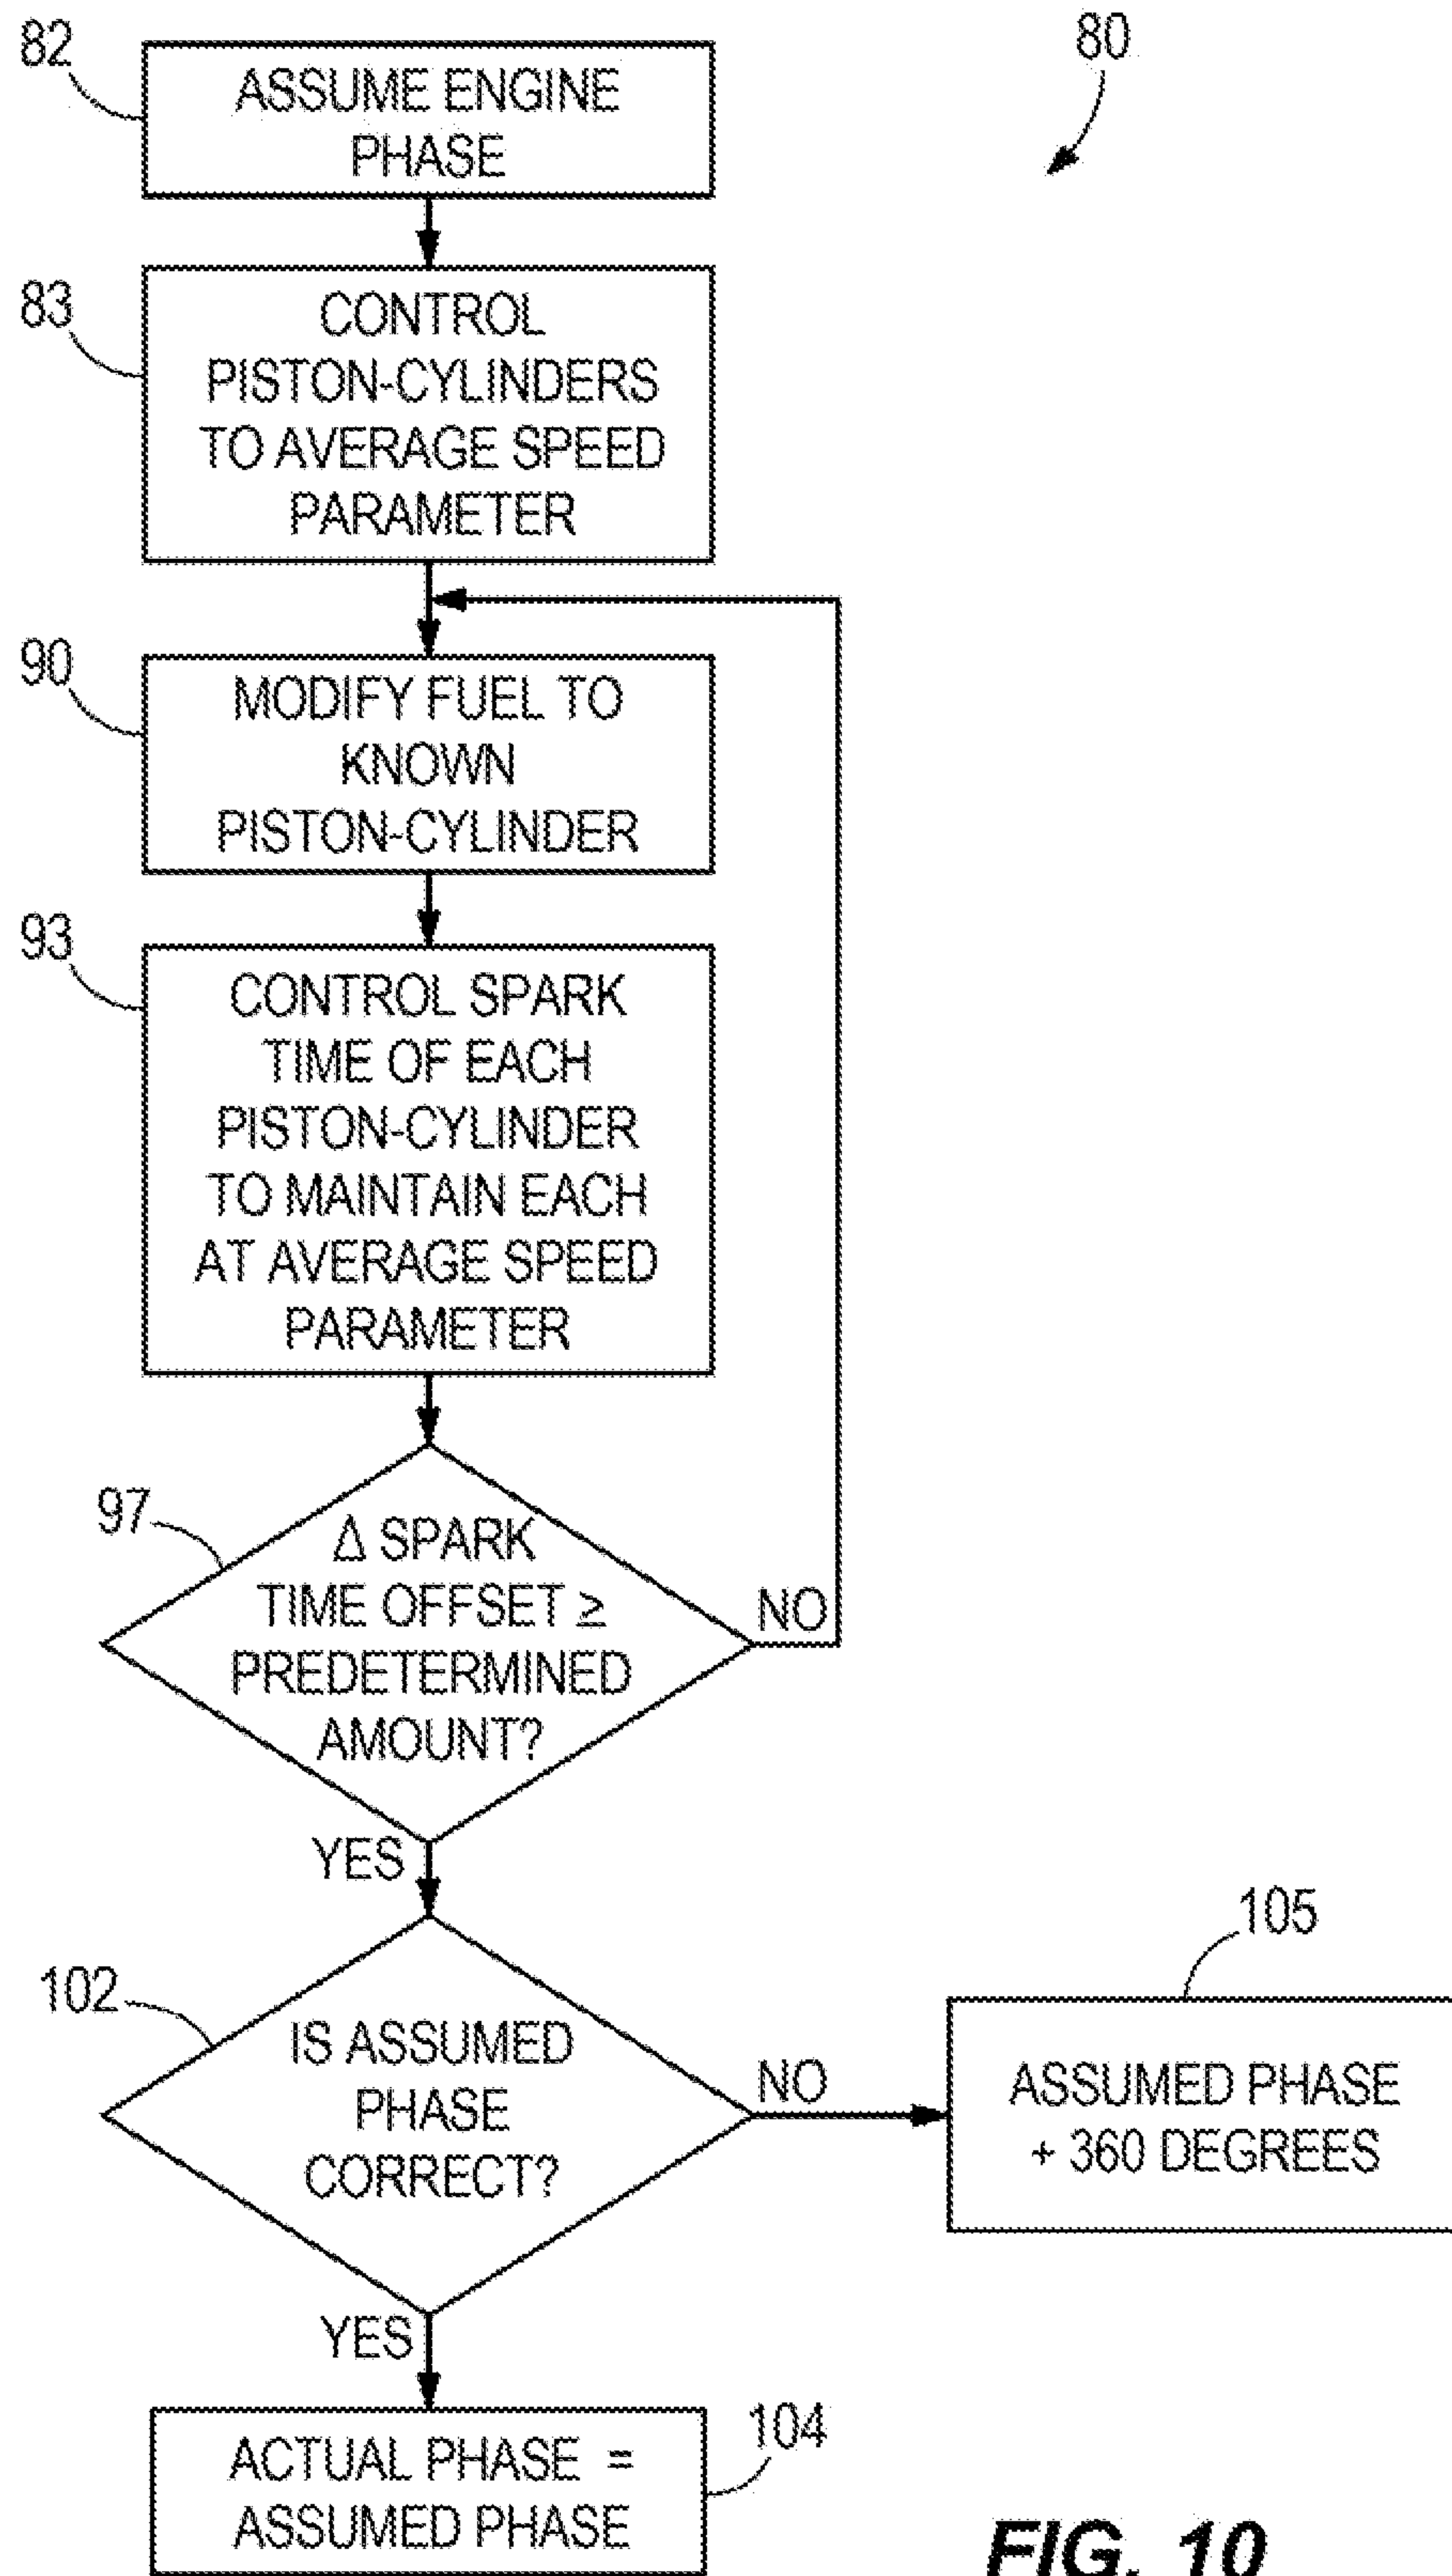 82
80
ASSUME ENGINE
PHASE
83
CONTROL
PISTON-CYLINDERS
TO AVERAGE SPEED
PARAMETER
90
MODIFY FUEL TO
KNOWN
PISTON-CYLINDER
93
CONTROL SPARK
TIME OF EACH
PISTON-CYLINDER
TO MAINTAIN EACH
AT AVERAGE SPEED
PARAMETER
97
Δ SPARK
TIME OFFSET ≥
PREDETERMINED
AMOUNT?
NO
YES
102
IS ASSUMED
PHASE
CORRECT?
NO
105
ASSUMED PHASE
+ 360 DEGREES
YES
104
ACTUAL PHASE =
ASSUMED PHASE
FIG. 10